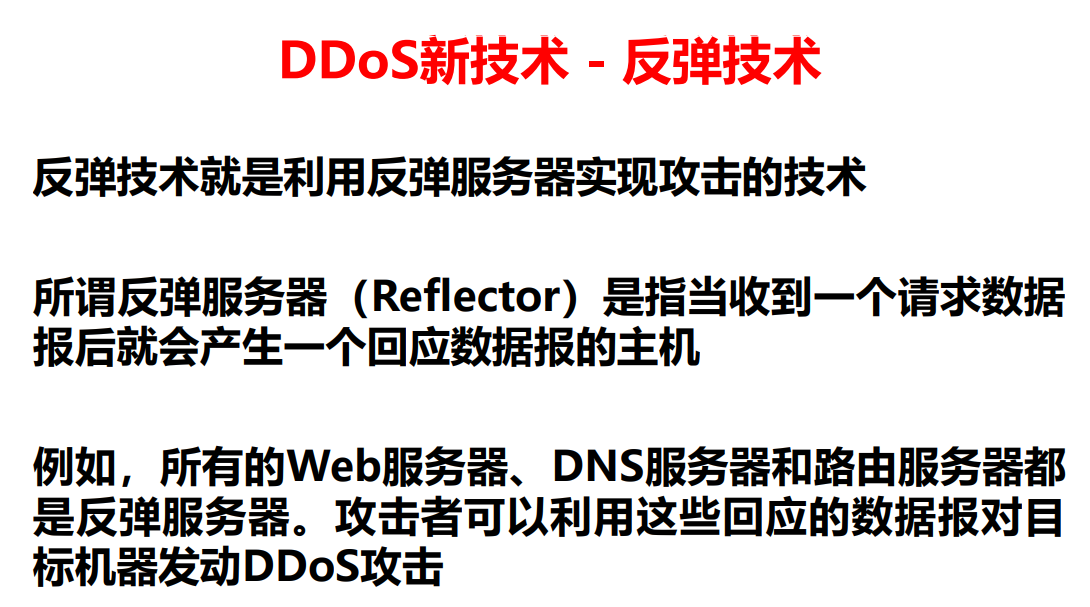 DDoS新技术 - 反弹技术
反弹技术就是利用反弹服务器实现攻击的技术
所谓反弹服务器（Reflector）是指当收到一个请求数据
报后就会产生一个回应数据报的主机
例如，所有的Web服务器、DNS服务器和路由服务器都
是反弹服务器。攻击者可以利用这些回应的数据报对目
标机器发动DDoS攻击